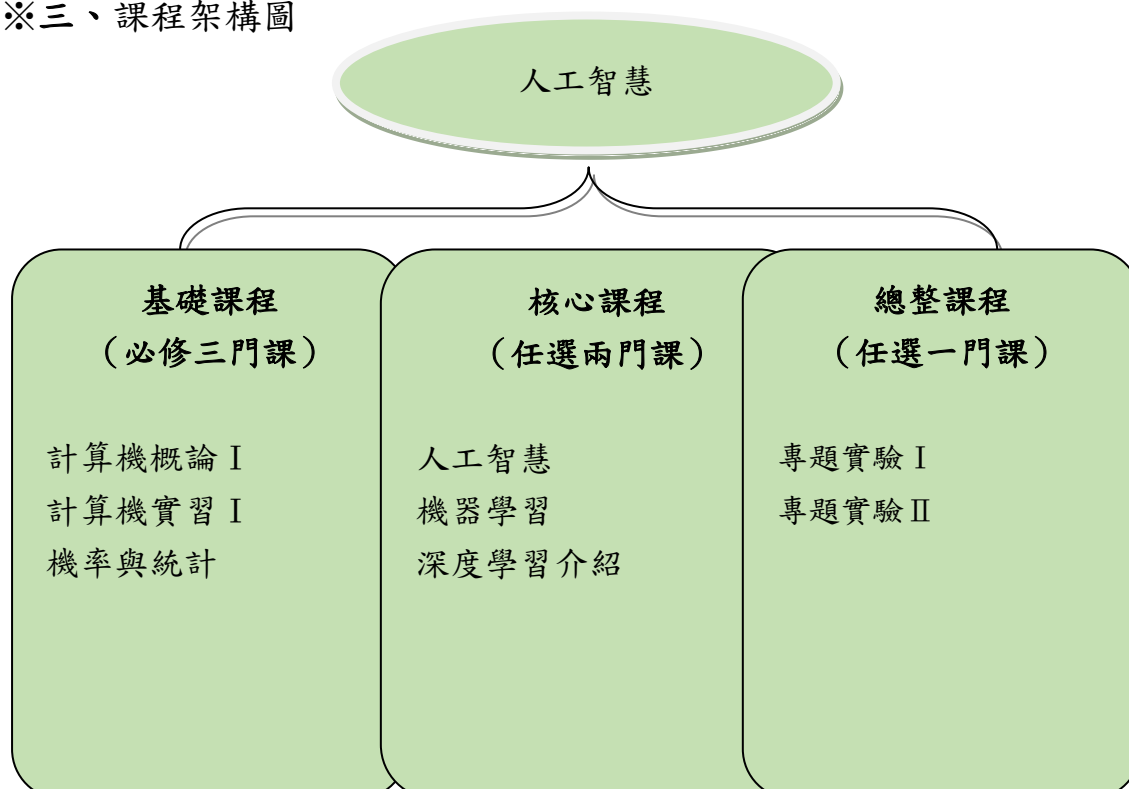 ※三、課程架構圖
人工智慧
基礎課程
（必修三門課）
計算機概論Ⅰ
計算機實習Ⅰ
機率與統計
核心課程
（任選兩門課）
人工智慧
機器學習
深度學習介紹
總整課程
（任選一門課）
專題實驗Ⅰ
專題實驗Ⅱ